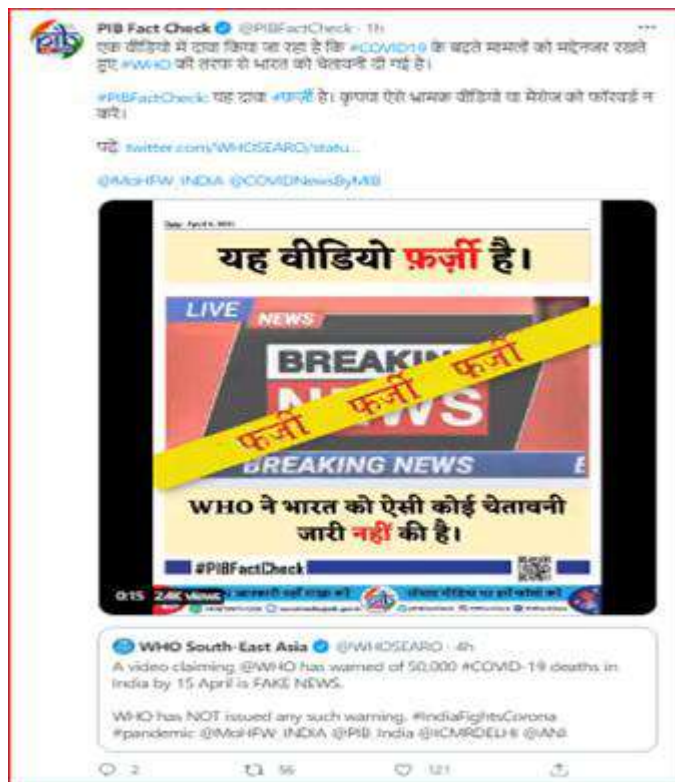 PIB Fact Check @PIBFactCheck · 1h
एक वीडियो में दावा किया जा रहा है कि #COVID19 के बढ़ते मामलों को मद्देनजर रखते
हुए #WHO की तरफ से भारत को चेतावनी दी गई है।
#PIBFactCheck: यह दावा #फ़र्ज़ी है। कृपया ऐसे भ्रामक वीडियो या मैसेज को फॉरवर्ड न
करें।
पढ़ें: twitter.com/WHOSEARO/statu...
@MoHFW_INDIA @COVIDNewsByMIB
यह वीडियो फ़र्ज़ी है।
LIVE
NEWS
BREAKING
NEWS
फर्जी फर्जी फर्जी
BREAKING NEWS
WHO ने भारत को ऐसी कोई चेतावनी
जारी नहीं की है।
#PIBFactCheck
0:15 2.4K views
WHO South-East Asia @WHOSEARO · 4h
A video claiming @WHO has warned of 50,000 #COVID-19 deaths in
India by 15 April is FAKE NEWS.
WHO has NOT issued any such warning. #IndiaFightsCorona
#pandemic @MoHFW_INDIA @PIB_India @ICMRDELHI @ANI
2 56 121